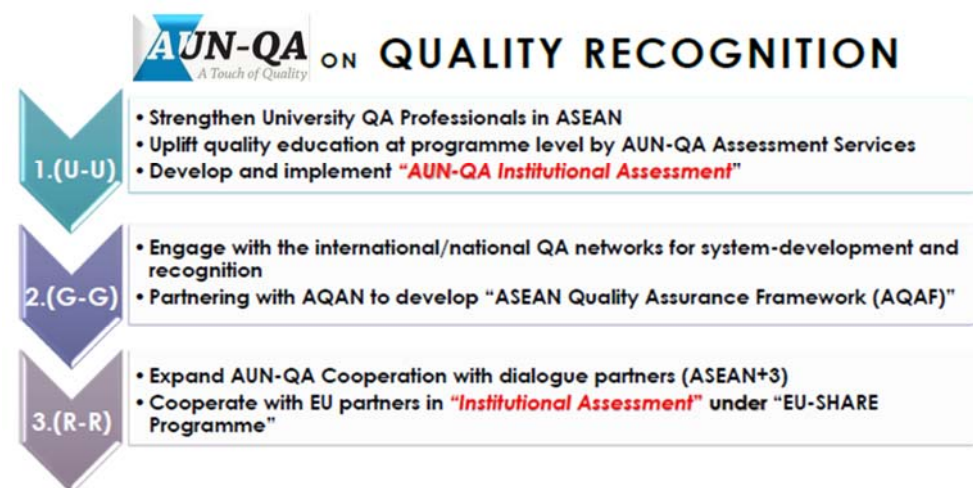 AUN-QA ON QUALITY RECOGNITION
A Touch of Quality
1.(U-U)
• Strengthen University QA Professionals in ASEAN
• Uplift quality education at programme level by AUN-QA Assessment Services
• Develop and implement “AUN-QA Institutional Assessment”
2.(G-G)
• Engage with the international/national QA networks for system-development and
recognition
• Partnering with AQAN to develop “ASEAN Quality Assurance Framework (AQAF)”
3.(R-R)
• Expand AUN-QA Cooperation with dialogue partners (ASEAN+3)
• Cooperate with EU partners in “Institutional Assessment” under “EU-SHARE
Programme”